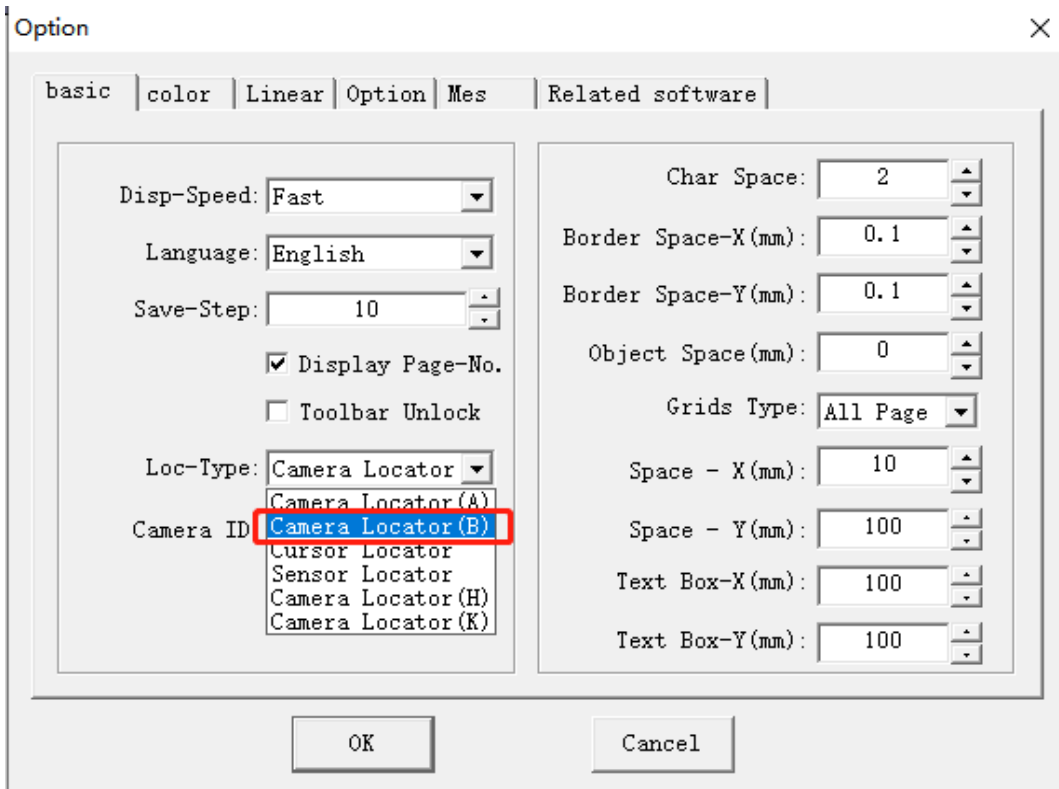 Option
basic color Linear Option Mes Related software
Disp-Speed: Fast
Language: English
Save-Step: 10
Display Page-No.
Toolbar Unlock
Loc-Type: Camera Locator
Camera Locator(A)
Camera ID Camera Locator(B)
Cursor Locator
Sensor Locator
Camera Locator(H)
Camera Locator(K)
Char Space: 2
Border Space-X(mm): 0.1
Border Space-Y(mm): 0.1
Object Space(mm): 0
Grids Type: All Page
Space - X(mm): 10
Space - Y(mm): 100
Text Box-X(mm): 100
Text Box-Y(mm): 100
OK Cancel